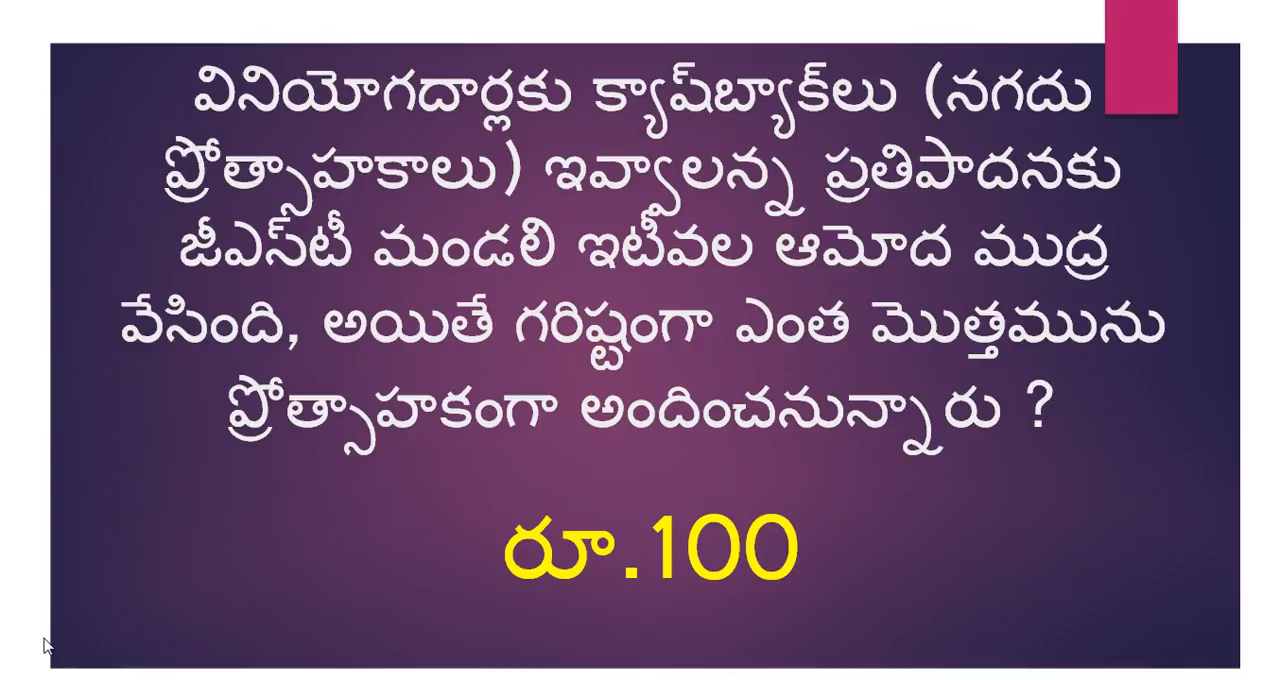 వినియోగదార్లకు క్యాష్‌బ్యాక్‌లు (నగదు
ప్రోత్సాహకాలు) ఇవ్వాలన్న ప్రతిపాదనకు
జీఎస్‌టీ మండలి ఇటీవల ఆమోద ముద్ర
వేసింది, అయితే గరిష్టంగా ఎంత మొత్తమును
ప్రోత్సాహకంగా అందించనున్నారు ?
రూ.100